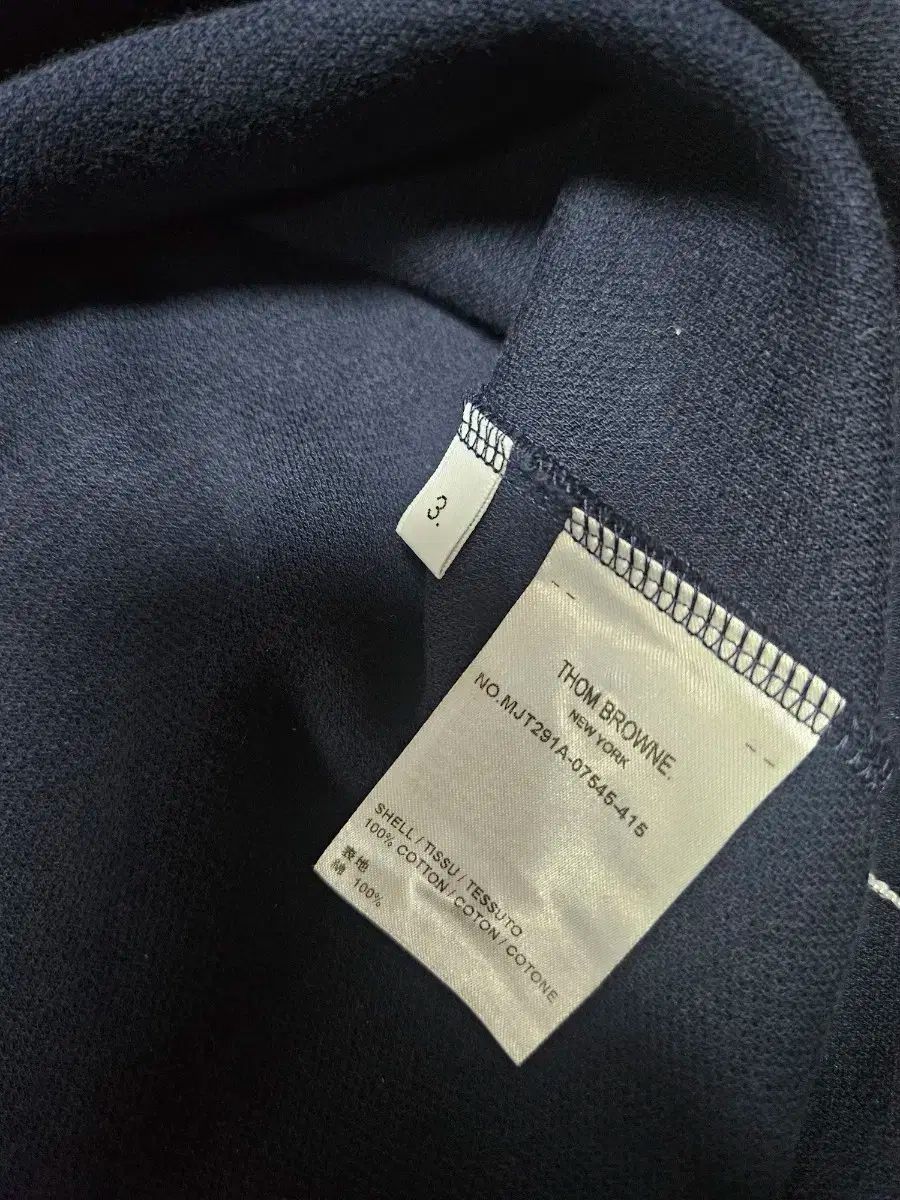 3.
THOM BROWNE.
NEW YORK
NO.MJT291A-07545-415
SHELL / TISSU / TESSUTO
100% COTTON / COTON / COTONE
表地
綿 100%